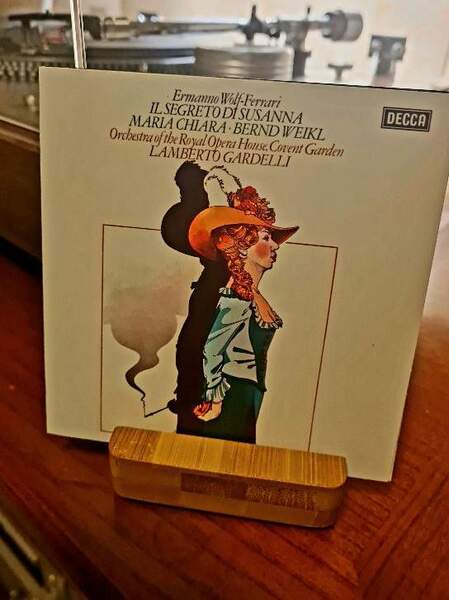 Ermanno Wolf-Ferrari
IL SEGRETO DI SUSANNA
MARIA CHIARA · BERND WEIKL
Orchestra of the Royal Opera House, Covent Garden
LAMBERTO GARDELLI
DECCA